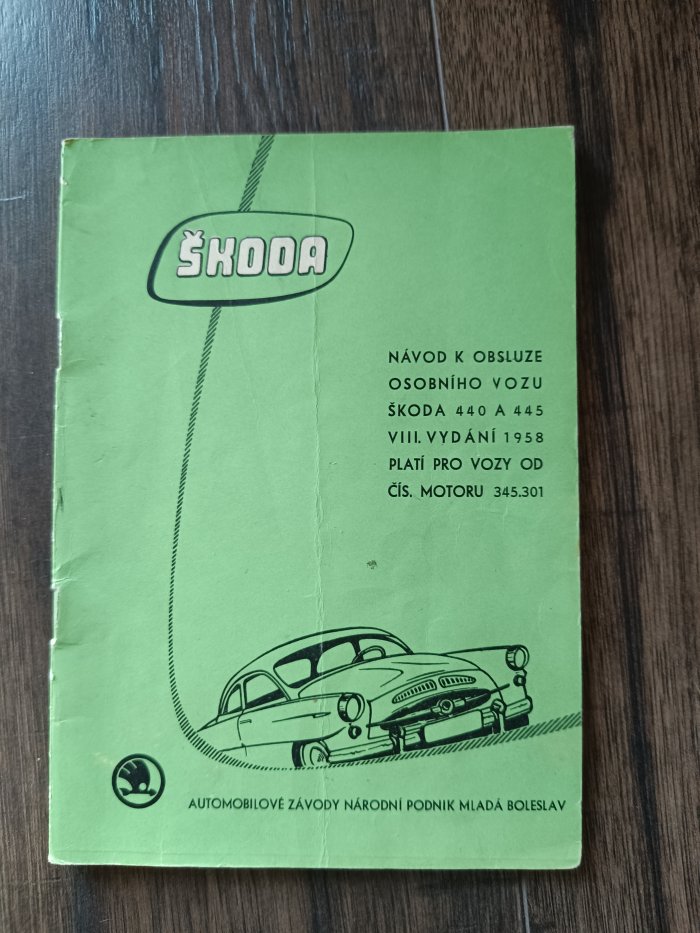 ŠKODA
NÁVOD K OBSLUZE
OSOBNÍHO VOZU
ŠKODA 440 A 445
VIII. VYDÁNÍ 1958
PLATÍ PRO VOZY OD
ČÍS. MOTORU 345.301
AUTOMOBILOVÉ ZÁVODY NÁRODNÍ PODNIK MLADÁ BOLESLAV